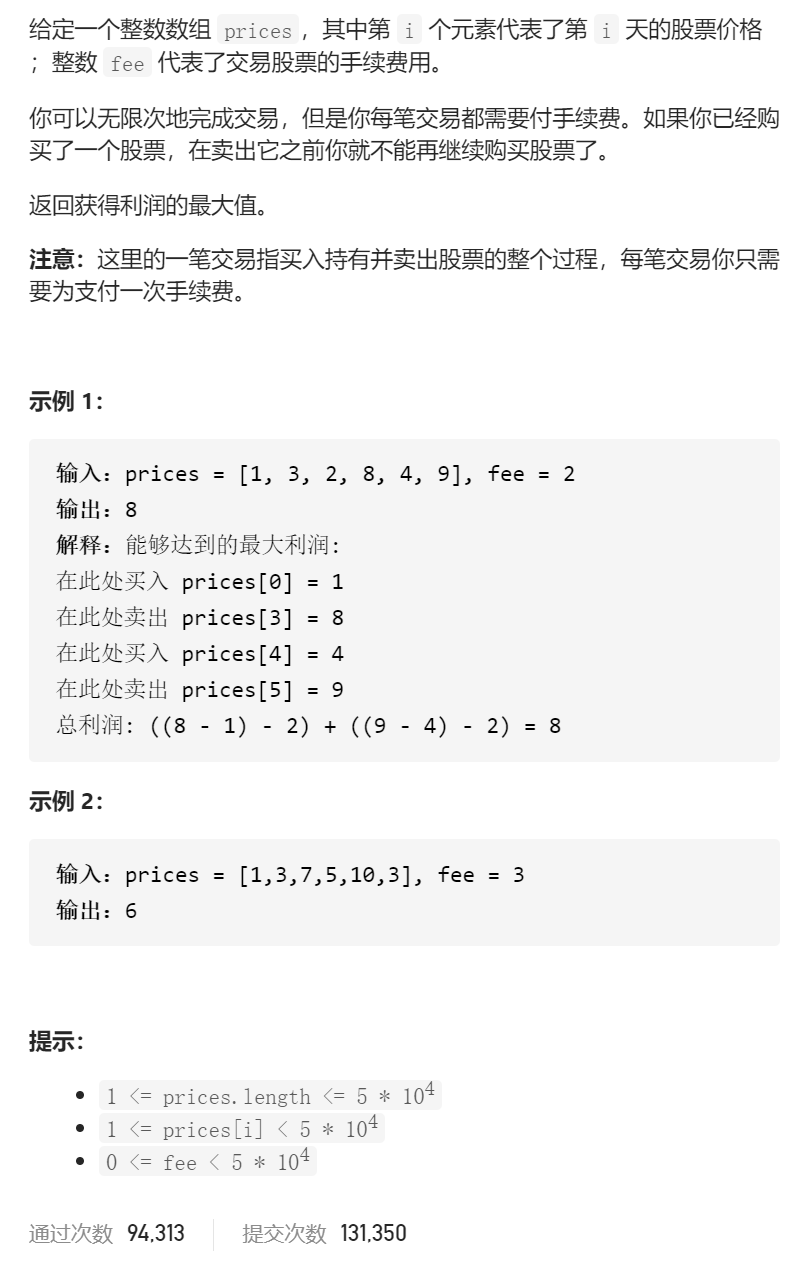 给定一个整数数组 prices，其中第 i 个元素代表了第 i 天的股票价格
；整数 fee 代表了交易股票的手续费用。
你可以无限次地完成交易，但是你每笔交易都需要付手续费。如果你已经购
买了一个股票，在卖出它之前你就不能再继续购买股票了。
返回获得利润的最大值。
注意：这里的一笔交易指买入持有并卖出股票的整个过程，每笔交易你只需
要为支付一次手续费。
示例 1：
输入：prices = [1, 3, 2, 8, 4, 9], fee = 2
输出：8
解释：能够达到的最大利润:
在此处买入 prices[0] = 1
在此处卖出 prices[3] = 8
在此处买入 prices[4] = 4
在此处卖出 prices[5] = 9
总利润: ((8 - 1) - 2) + ((9 - 4) - 2) = 8
示例 2：
输入：prices = [1,3,7,5,10,3], fee = 3
输出：6
提示：
• 1 <= prices.length <= 5 * 10⁴
• 1 <= prices[i] < 5 * 10⁴
• 0 <= fee < 5 * 10⁴
通过次数 94,313 提交次数 131,350